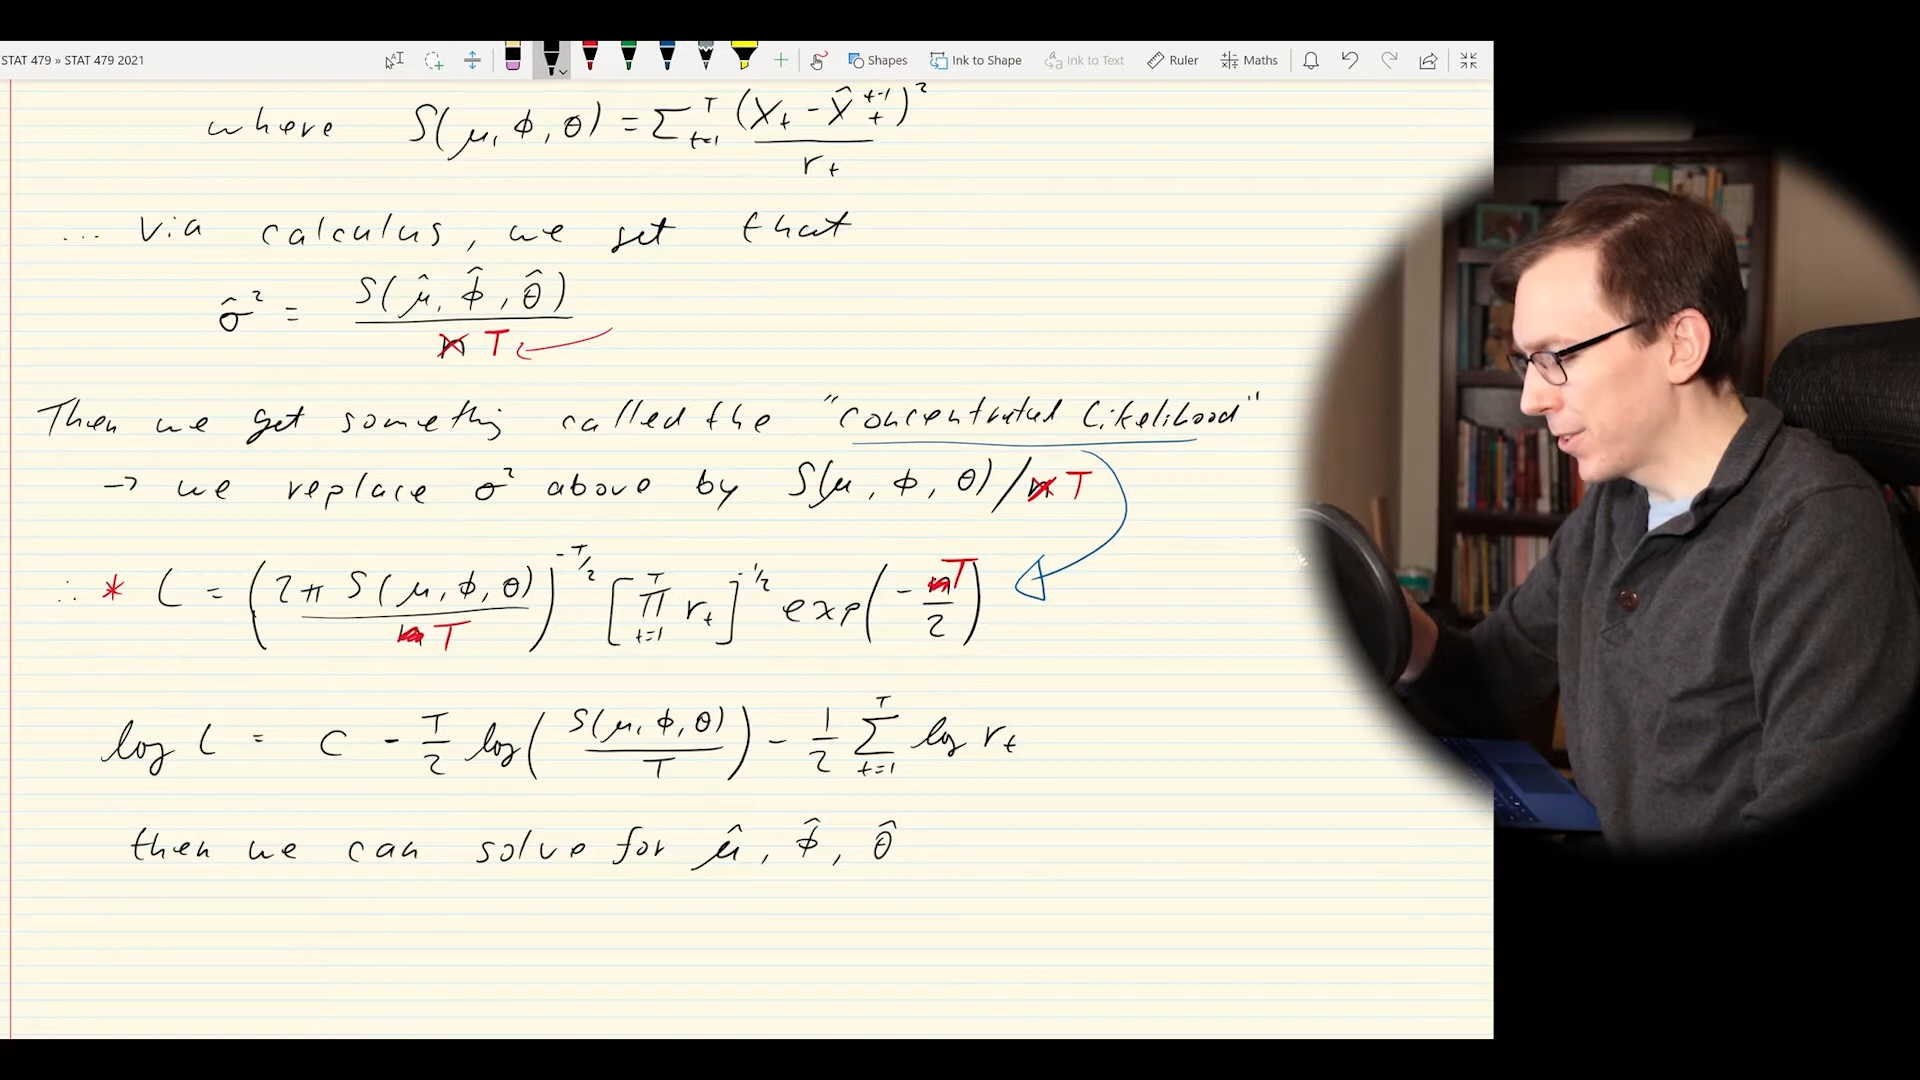 STAT 479 » STAT 479 2021 Shapes Ink to Shape Ink to Text Ruler Maths
where S(μ, φ, θ) = Σ_{t=1}^{T} (X_t - X̂_t^{t-1})² / r_t
... Via calculus, we get that
σ̂² = S(μ̂, φ̂, θ̂) / n T
Then we get something called the "concentrated Likelihood"
→ we replace σ² above by S(μ, φ, θ)/n T
∴ * L = (2π S(μ, φ, θ) / n T)^{-T/2} [∏_{t=1}^{T} r_t]^{-1/2} exp(-nT/2)
log L = C - T/2 log(S(μ, φ, θ) / T) - 1/2 Σ_{t=1}^{T} log r_t
then we can solve for μ̂, φ̂, θ̂